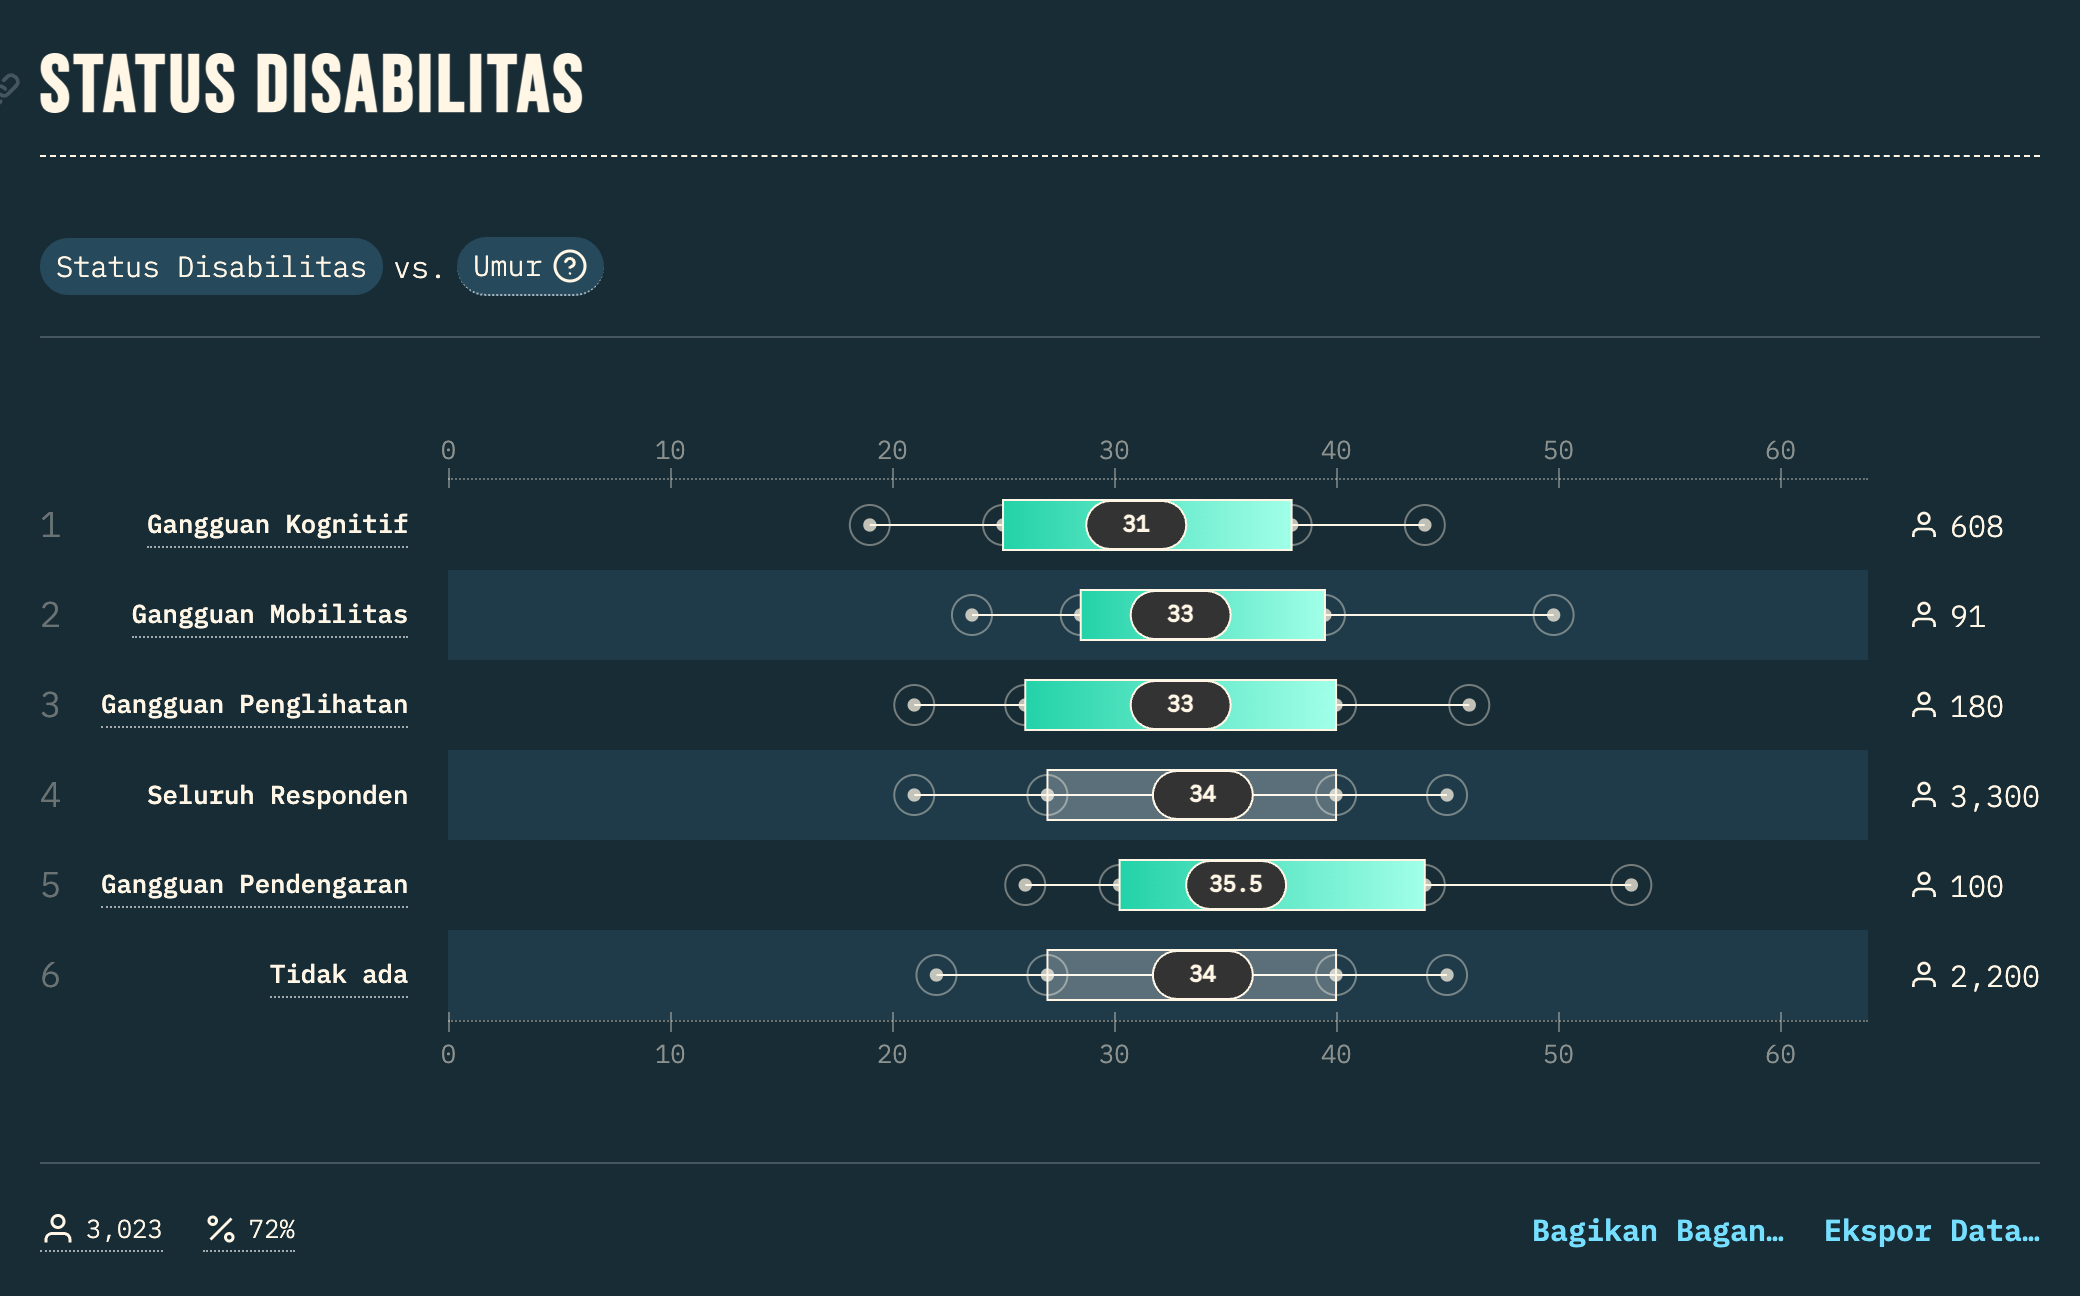 STATUS DISABILITAS
Status Disabilitas vs. Umur ?
0 10 20 30 40 50 60
1 Gangguan Kognitif 31 608
2 Gangguan Mobilitas 33 91
3 Gangguan Penglihatan 33 180
4 Seluruh Responden 34 3,300
5 Gangguan Pendengaran 35.5 100
6 Tidak ada 34 2,200
0 10 20 30 40 50 60
3,023 % 72% Bagikan Bagan… Ekspor Data…